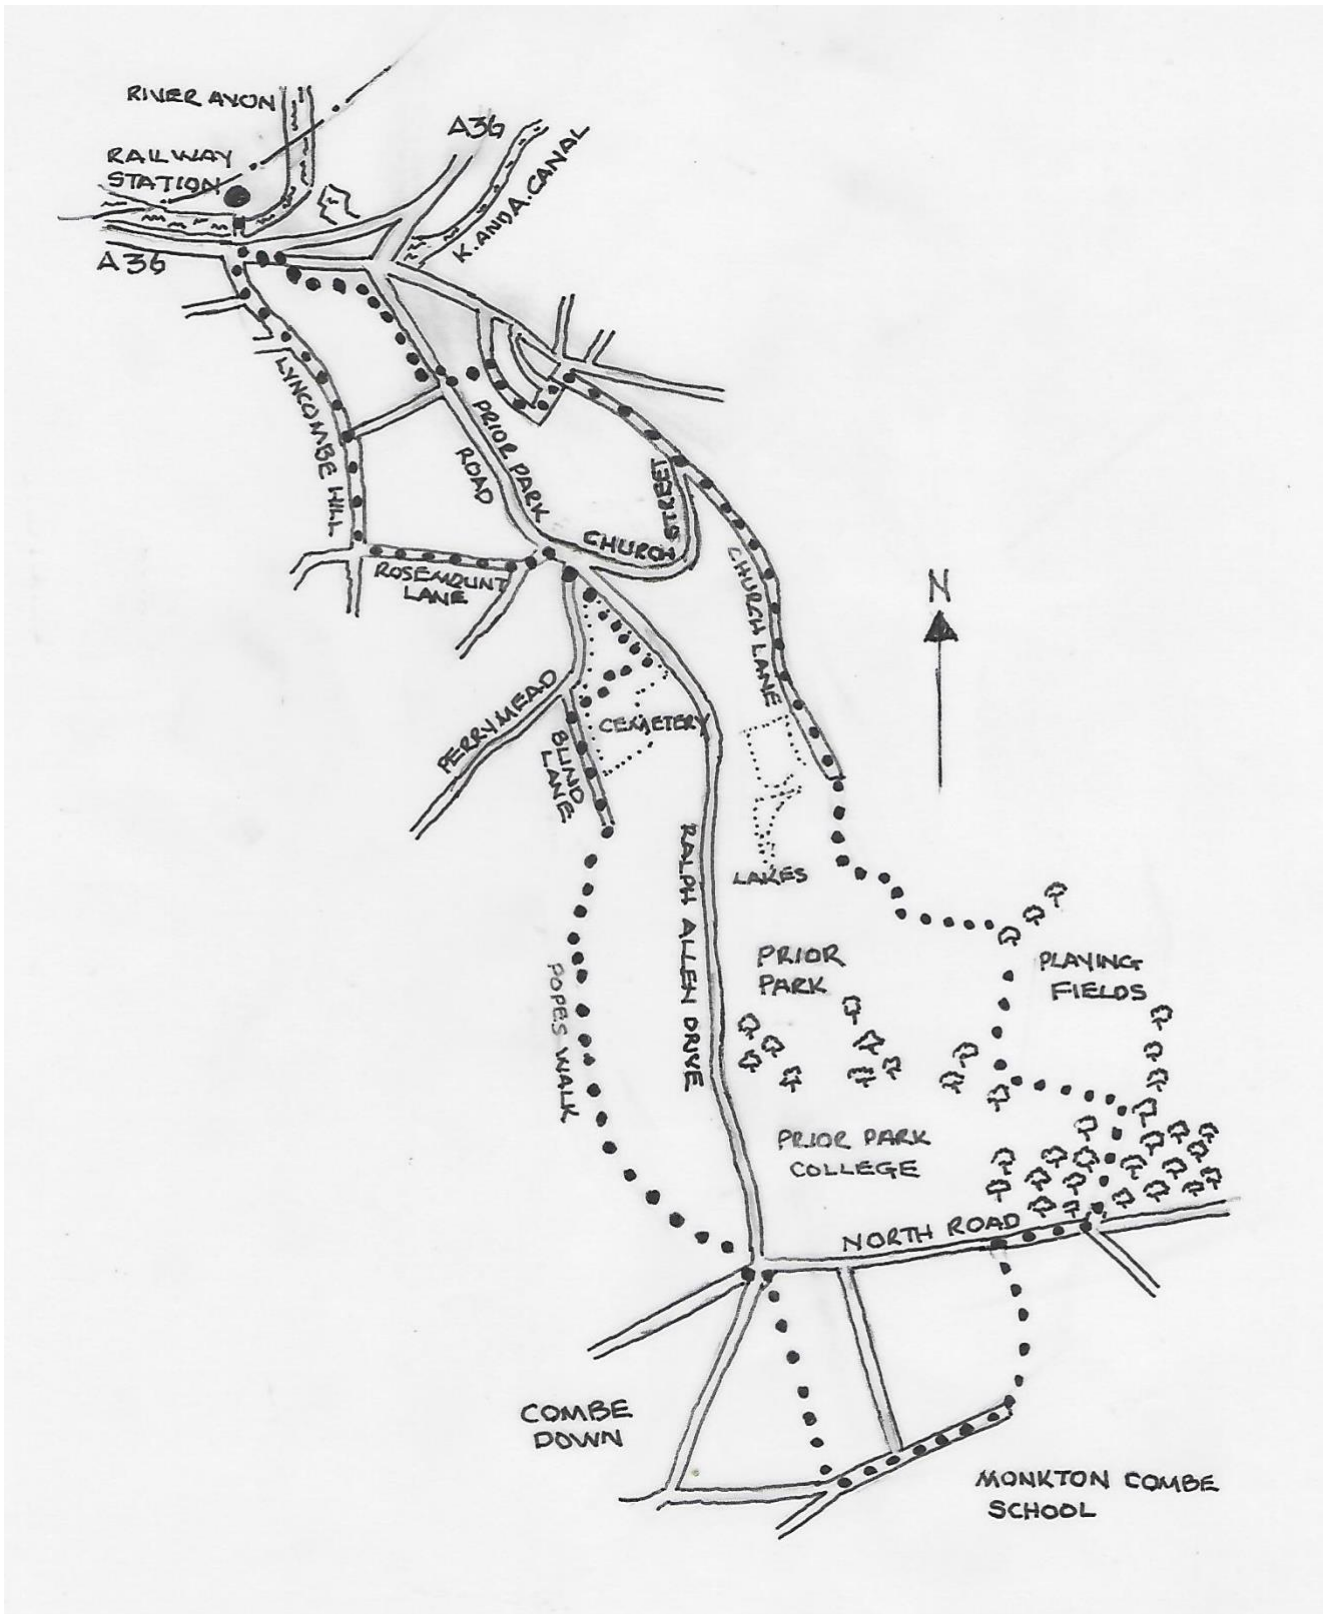 RIVER AVON
RAILWAY
STATION
A36
K. AND A. CANAL
A36
LYNCOMBE HILL
PRIOR PARK
ROAD
CHURCH
STREET
CHURCH LANE
ROSEMOUNT
LANE
N
PERRYMEAD
CEMETERY
BLIND
LANE
RALPH ALLEN DRIVE
LAKES
PRIOR
PARK
PLAYING
FIELDS
POPES WALK
PRIOR PARK
COLLEGE
NORTH ROAD
COMBE
DOWN
MONKTON COMBE
SCHOOL